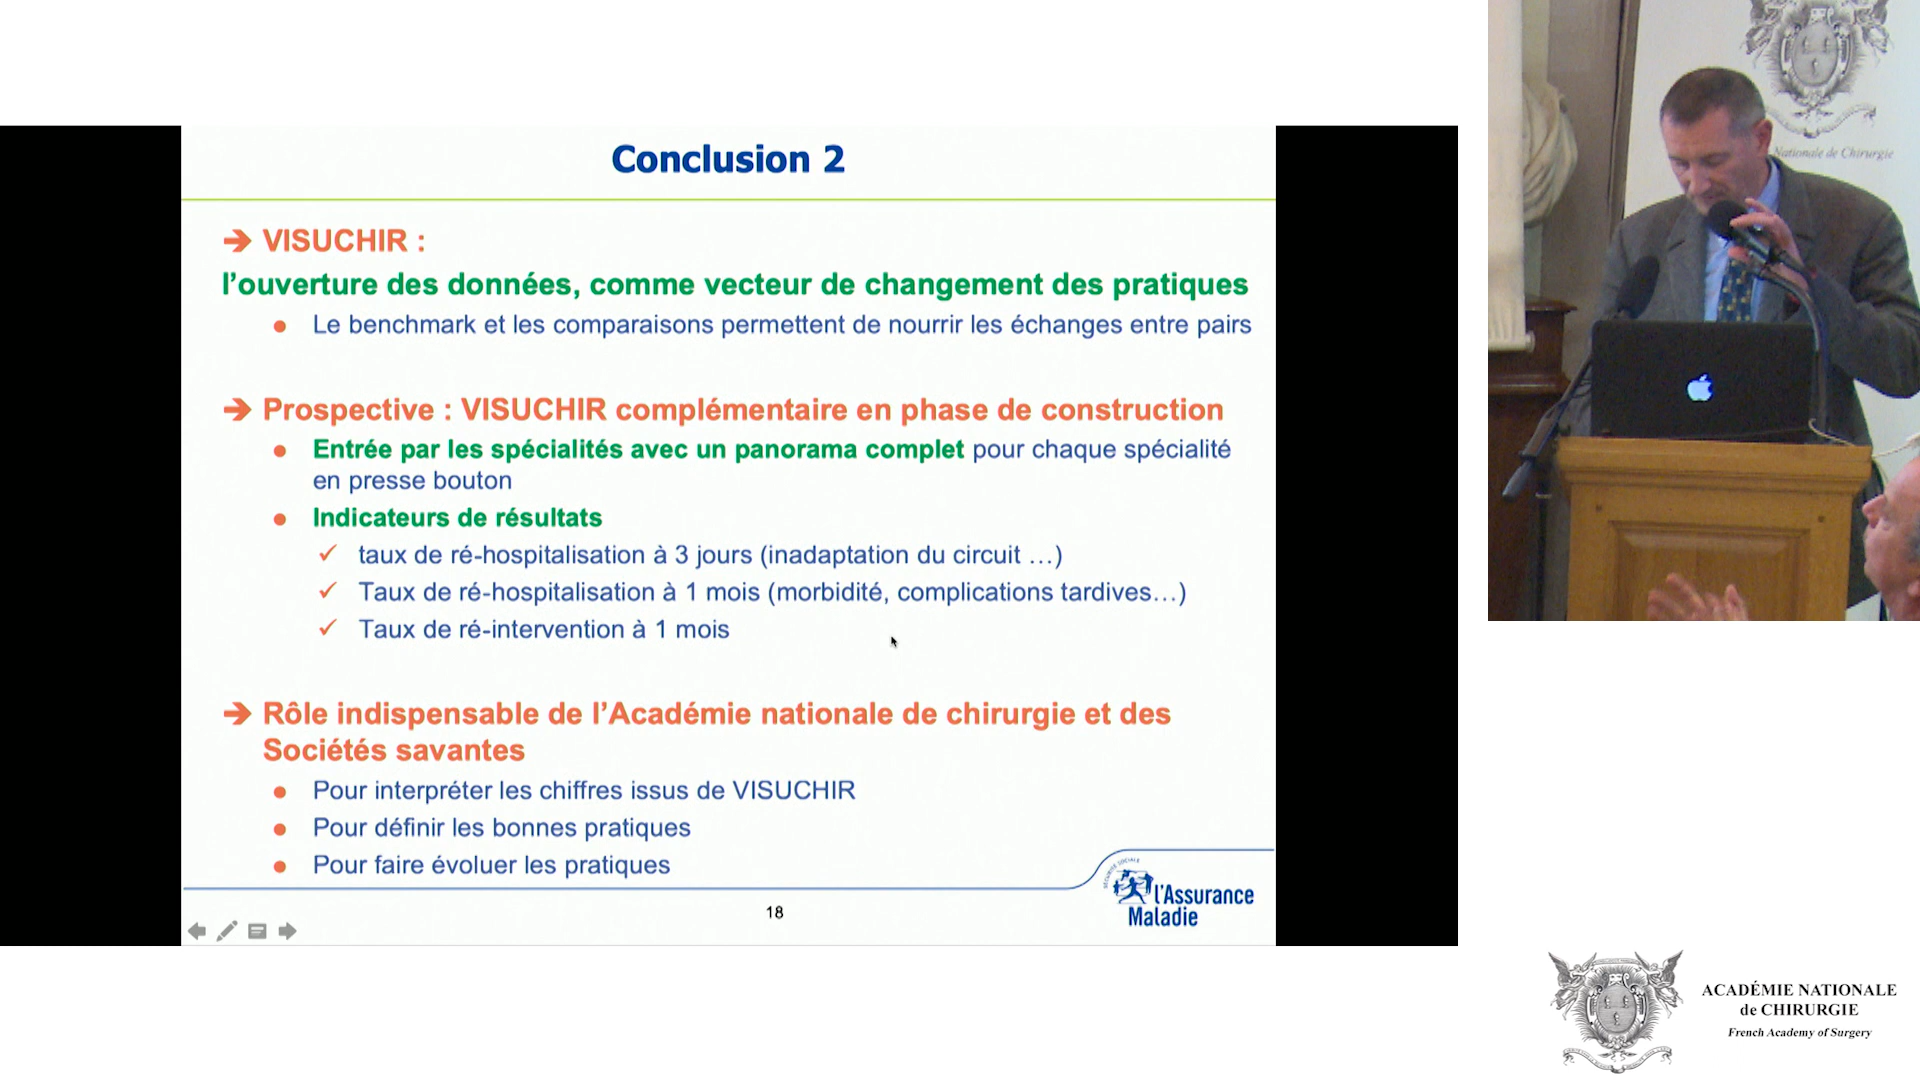 Conclusion 2
➔ VISUCHIR :
l’ouverture des données, comme vecteur de changement des pratiques
● Le benchmark et les comparaisons permettent de nourrir les échanges entre pairs
➔ Prospective : VISUCHIR complémentaire en phase de construction
● Entrée par les spécialités avec un panorama complet pour chaque spécialité
en presse bouton
● Indicateurs de résultats
✓ taux de ré-hospitalisation à 3 jours (inadaptation du circuit …)
✓ Taux de ré-hospitalisation à 1 mois (morbidité, complications tardives…)
✓ Taux de ré-intervention à 1 mois
➔ Rôle indispensable de l’Académie nationale de chirurgie et des
Sociétés savantes
● Pour interpréter les chiffres issus de VISUCHIR
● Pour définir les bonnes pratiques
● Pour faire évoluer les pratiques
18
SÉCURITÉ SOCIALE
l’Assurance
Maladie
Nationale de Chirurgie
ACADÉMIE NATIONALE
de CHIRURGIE
French Academy of Surgery